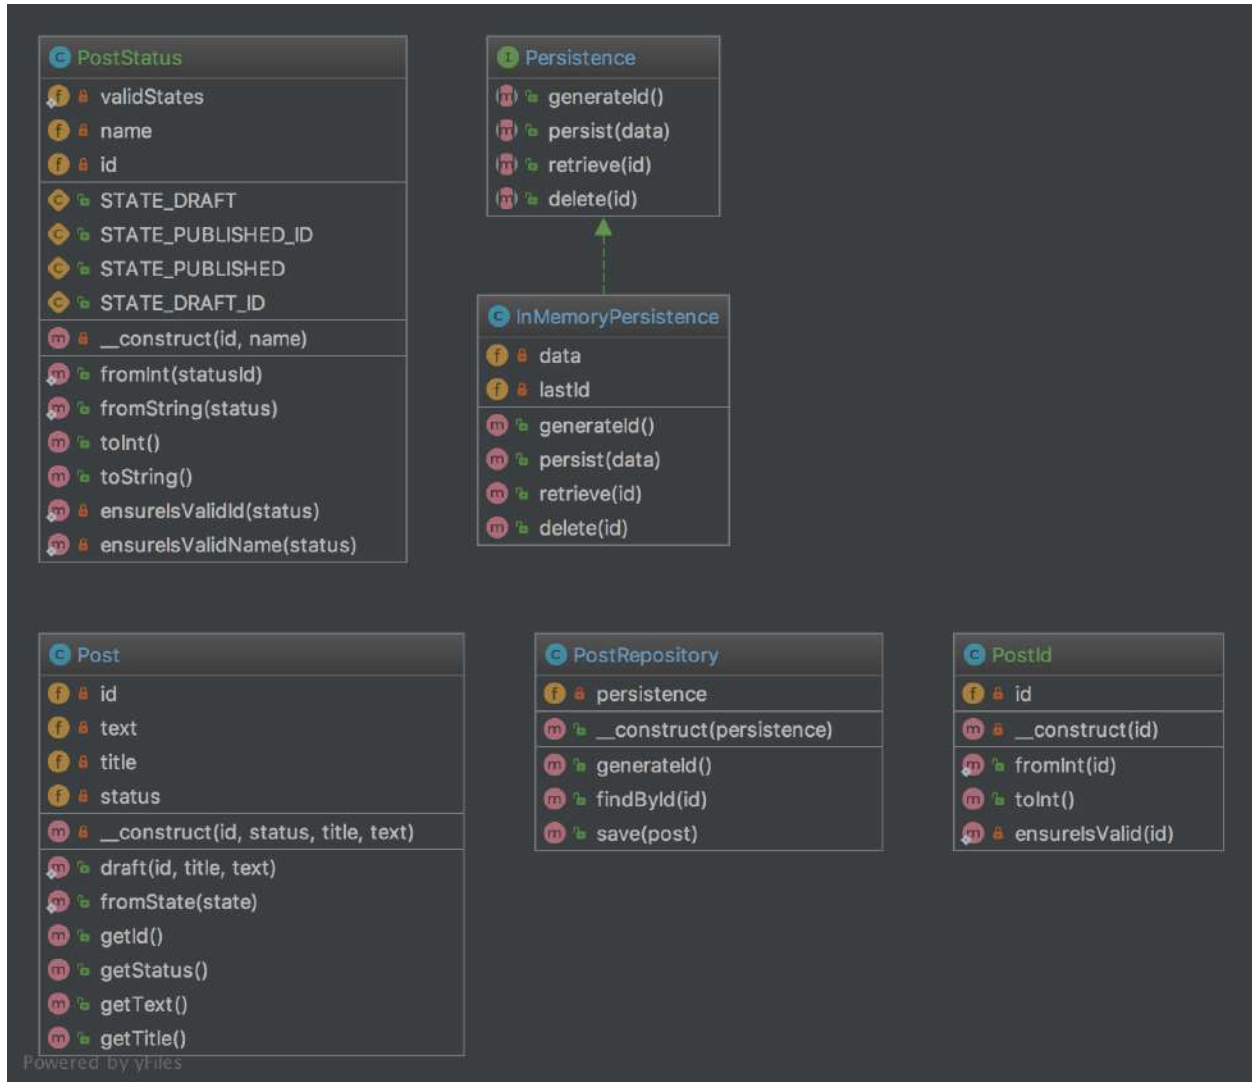 PostStatus
validStates
name
id
STATE_DRAFT
STATE_PUBLISHED_ID
STATE_PUBLISHED
STATE_DRAFT_ID
__construct(id, name)
fromInt(statusId)
fromString(status)
toInt()
toString()
ensureIsValidId(status)
ensureIsValidName(status)
Persistence
generateId()
persist(data)
retrieve(id)
delete(id)
InMemoryPersistence
data
lastId
generateId()
persist(data)
retrieve(id)
delete(id)
Post
id
text
title
status
__construct(id, status, title, text)
draft(id, title, text)
fromState(state)
getId()
getStatus()
getText()
getTitle()
PostRepository
persistence
__construct(persistence)
generateId()
findById(id)
save(post)
PostId
id
__construct(id)
fromInt(id)
toInt()
ensureIsValid(id)
Powered by yFiles